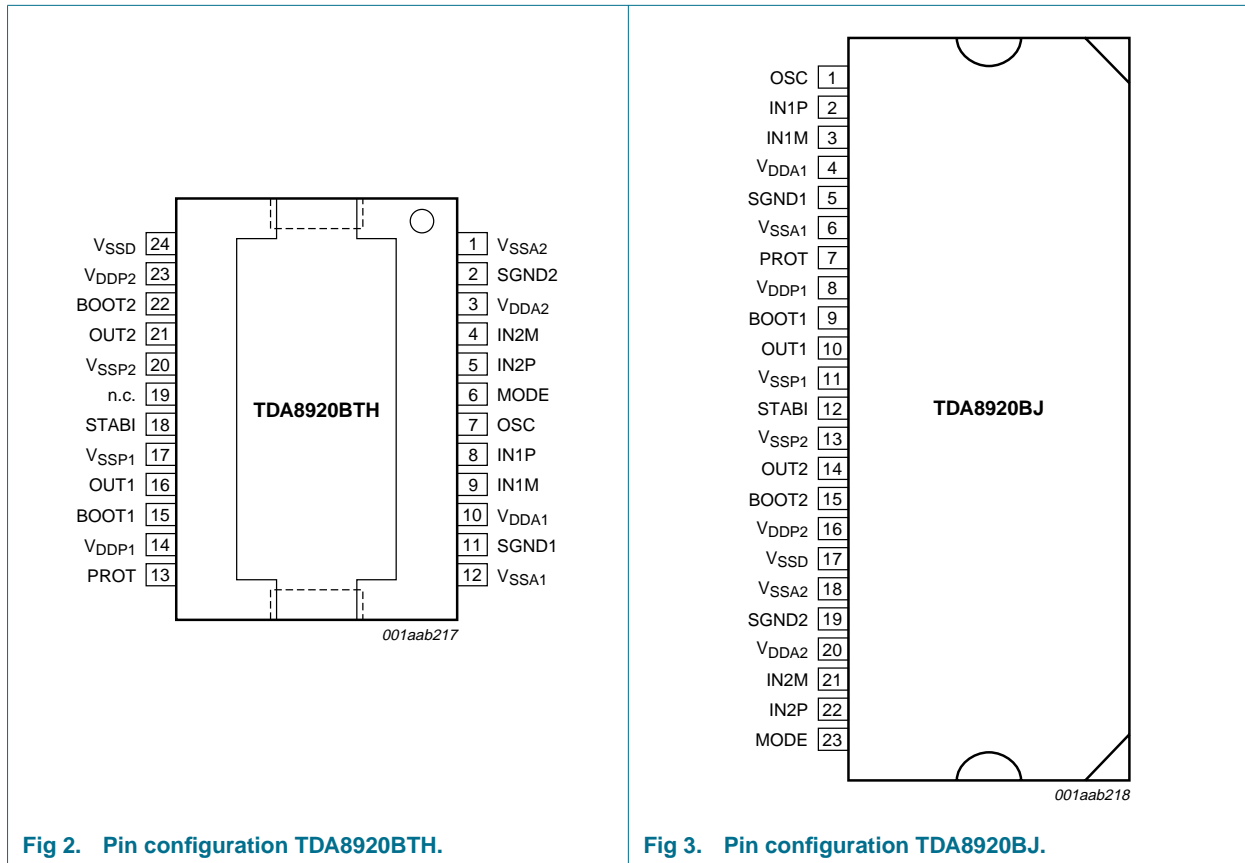 VSSD 24
VDDP2 23
BOOT2 22
OUT2 21
VSSP2 20
n.c. 19
STABI 18
VSSP1 17
OUT1 16
BOOT1 15
VDDP1 14
PROT 13
TDA8920BTH
1 VSSA2
2 SGND2
3 VDDA2
4 IN2M
5 IN2P
6 MODE
7 OSC
8 IN1P
9 IN1M
10 VDDA1
11 SGND1
12 VSSA1
001aab217
Fig 2. Pin configuration TDA8920BTH.
OSC 1
IN1P 2
IN1M 3
VDDA1 4
SGND1 5
VSSA1 6
PROT 7
VDDP1 8
BOOT1 9
OUT1 10
VSSP1 11
STABI 12
VSSP2 13
OUT2 14
BOOT2 15
VDDP2 16
VSSD 17
VSSA2 18
SGND2 19
VDDA2 20
IN2M 21
IN2P 22
MODE 23
TDA8920BJ
001aab218
Fig 3. Pin configuration TDA8920BJ.